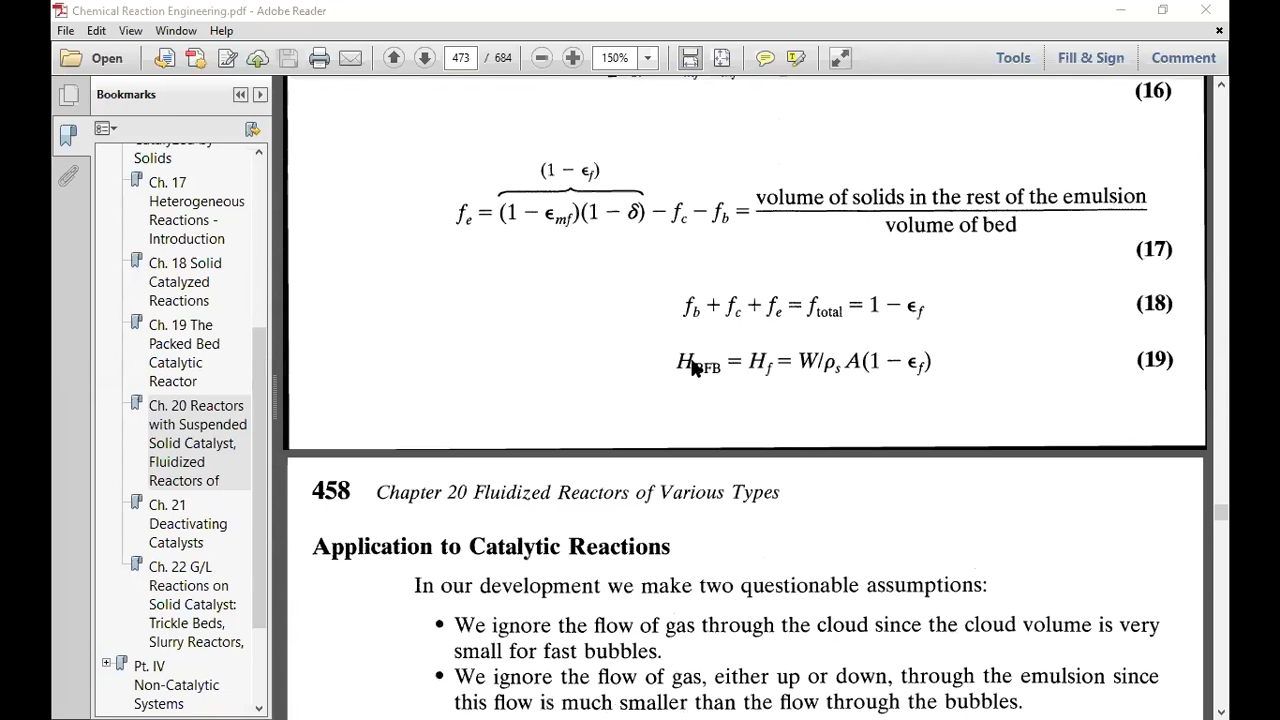 Chemical Reaction Engineering.pdf - Adobe Reader
File Edit View Window Help
Open 473 / 684 150% Tools Fill & Sign Comment
Bookmarks
Solids
Ch. 17
Heterogeneous
Reactions -
Introduction
Ch. 18 Solid
Catalyzed
Reactions
Ch. 19 The
Packed Bed
Catalytic
Reactor
Ch. 20 Reactors
with Suspended
Solid Catalyst,
Fluidized
Reactors of
Ch. 21
Deactivating
Catalysts
Ch. 22 G/L
Reactions on
Solid Catalyst:
Trickle Beds,
Slurry Reactors,
Pt. IV
Non-Catalytic
Systems
(16)
(1 − ϵf)
fe = (1 − ϵmf)(1 − δ) − fc − fb = volume of solids in the rest of the emulsion
volume of bed
(17)
fb + fc + fe = ftotal = 1 − ϵf (18)
= Hf = W/ρs A(1 − ϵf) (19)
458 Chapter 20 Fluidized Reactors of Various Types
Application to Catalytic Reactions
In our development we make two questionable assumptions:
• We ignore the flow of gas through the cloud since the cloud volume is very
small for fast bubbles.
• We ignore the flow of gas, either up or down, through the emulsion since
this flow is much smaller than the flow through the bubbles.